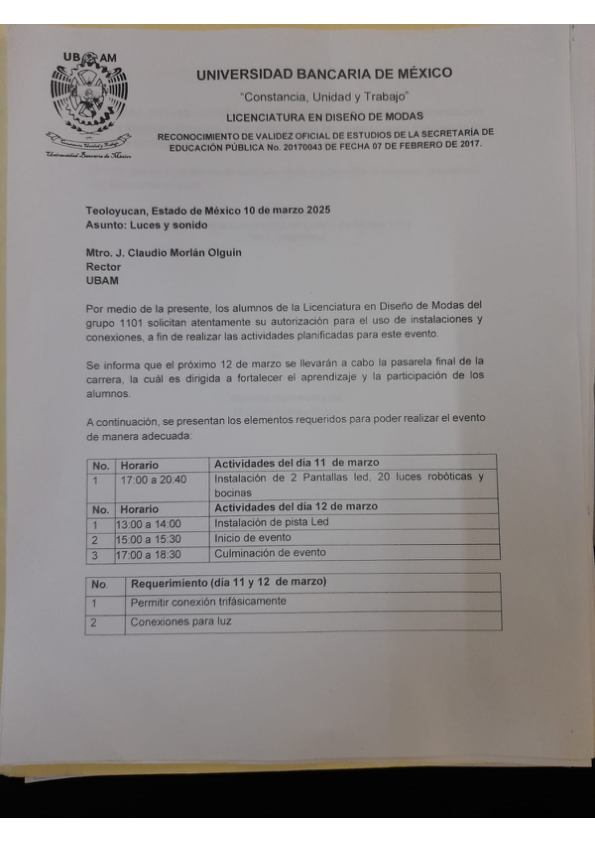 UB AM
Constancia, Unidad y Trabajo
Universidad Bancaria de México
UNIVERSIDAD BANCARIA DE MÉXICO
“Constancia, Unidad y Trabajo”
LICENCIATURA EN DISEÑO DE MODAS
RECONOCIMIENTO DE VALIDEZ OFICIAL DE ESTUDIOS DE LA SECRETARÍA DE
EDUCACIÓN PÚBLICA No. 20170043 DE FECHA 07 DE FEBRERO DE 2017.
Teoloyucan, Estado de México 10 de marzo 2025
Asunto: Luces y sonido
Mtro. J. Claudio Morlán Olguin
Rector
UBAM
Por medio de la presente, los alumnos de la Licenciatura en Diseño de Modas del
grupo 1101 solicitan atentamente su autorización para el uso de instalaciones y
conexiones, a fin de realizar las actividades planificadas para este evento.
Se informa que el próximo 12 de marzo se llevarán a cabo la pasarela final de la
carrera, la cuál es dirigida a fortalecer el aprendizaje y la participación de los
alumnos.
A continuación, se presentan los elementos requeridos para poder realizar el evento
de manera adecuada:
No. Horario Actividades del día 11 de marzo
1 17:00 a 20:40 Instalación de 2 Pantallas led, 20 luces robóticas y
bocinas
No. Horario Actividades del día 12 de marzo
1 13:00 a 14:00 Instalación de pista Led
2 15:00 a 15:30 Inicio de evento
3 17:00 a 18:30 Culminación de evento
No. Requerimiento (día 11 y 12 de marzo)
1 Permitir conexión trifásicamente
2 Conexiones para luz